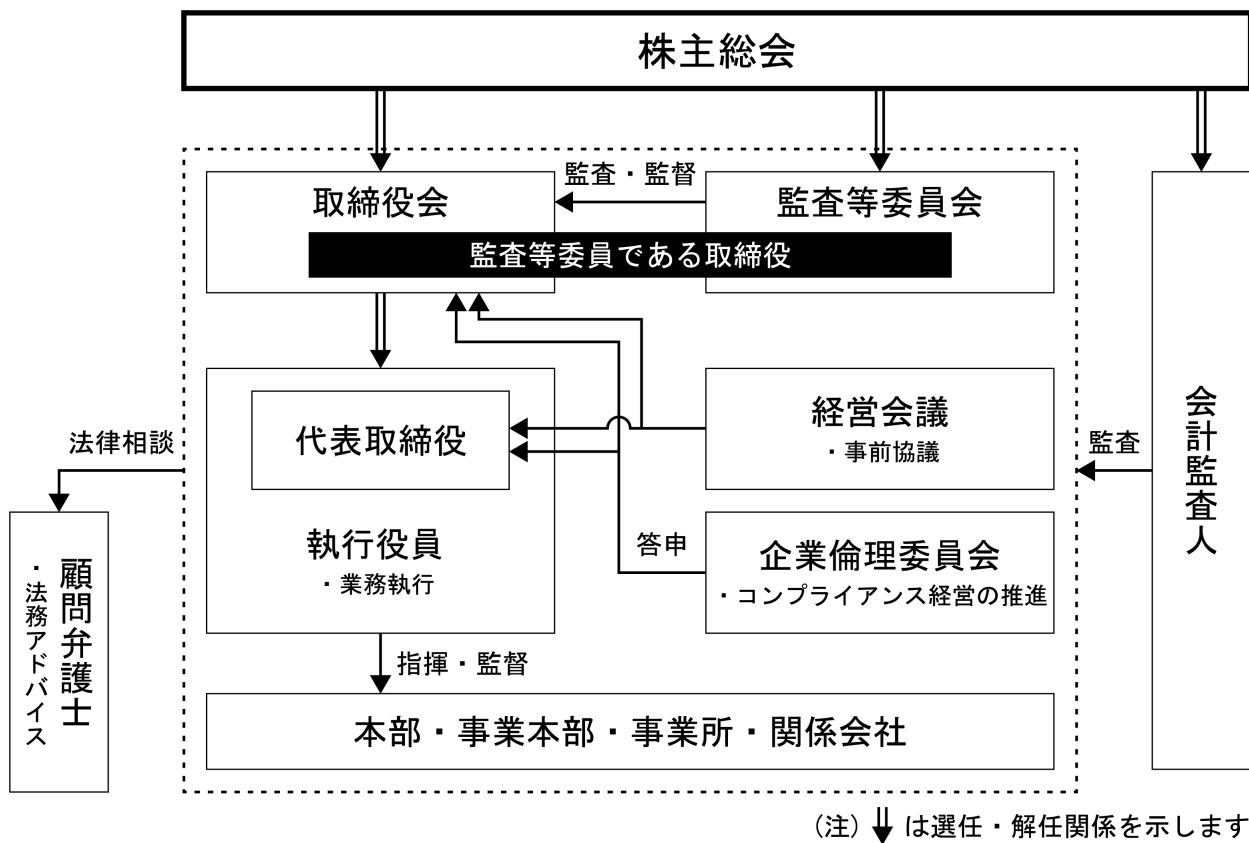 株主総会
取締役会
監査・監督
監査等委員会
監査等委員である取締役
代表取締役
執行役員
・業務執行
経営会議
・事前協議
答申
企業倫理委員会
・コンプライアンス経営の推進
法律相談
顧問弁護士
・法務アドバイス
監査
会計監査人
指揮・監督
本部・事業本部・事業所・関係会社
(注) は選任・解任関係を示します